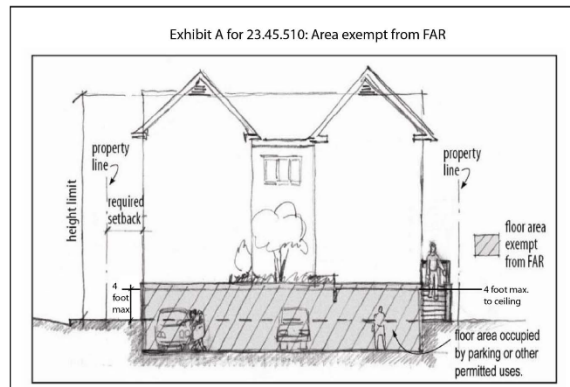 Exhibit A for 23.45.510: Area exempt from FAR
property
line
required
setback
height limit
property
line
floor area
exempt
from FAR
4
foot
max
4 foot max.
to ceiling
floor area occupied
by parking or other
permitted uses.